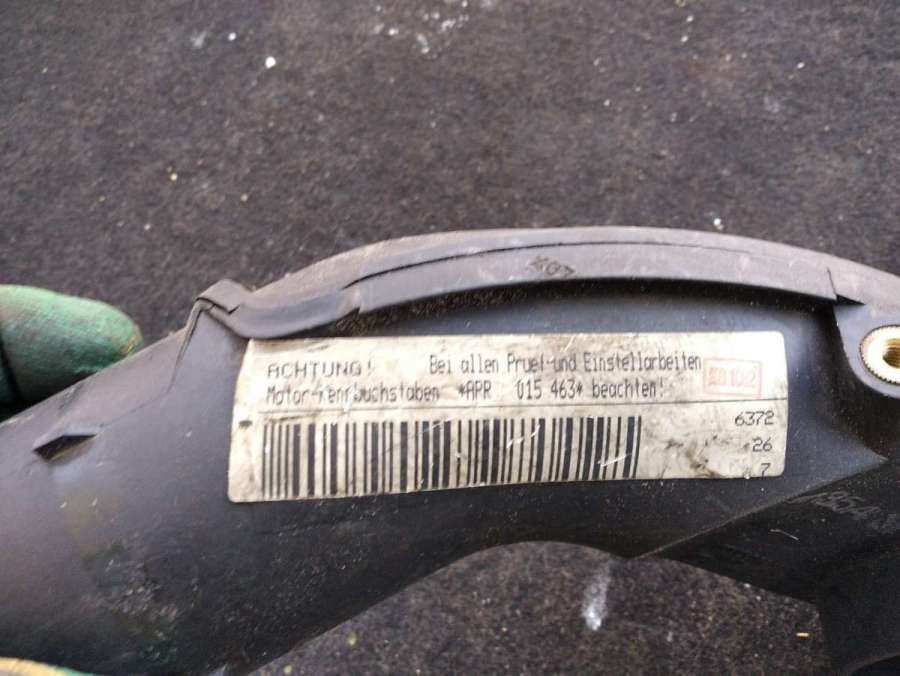 ACHTUNG! Bei allen Pruef-und Einstellarbeiten
Motor-Kennbuchstaben *APR 015 463* beachten!
6372
26
7